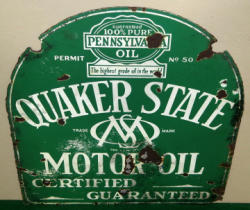 GUARANTEED
100% PURE
PENNSYLVANIA
OIL
PERMIT Nº 50
The highest grade oil in the world
QUAKER STATE
TRADE MARK
MOTOR OIL
CERTIFIED
GUARANTEED